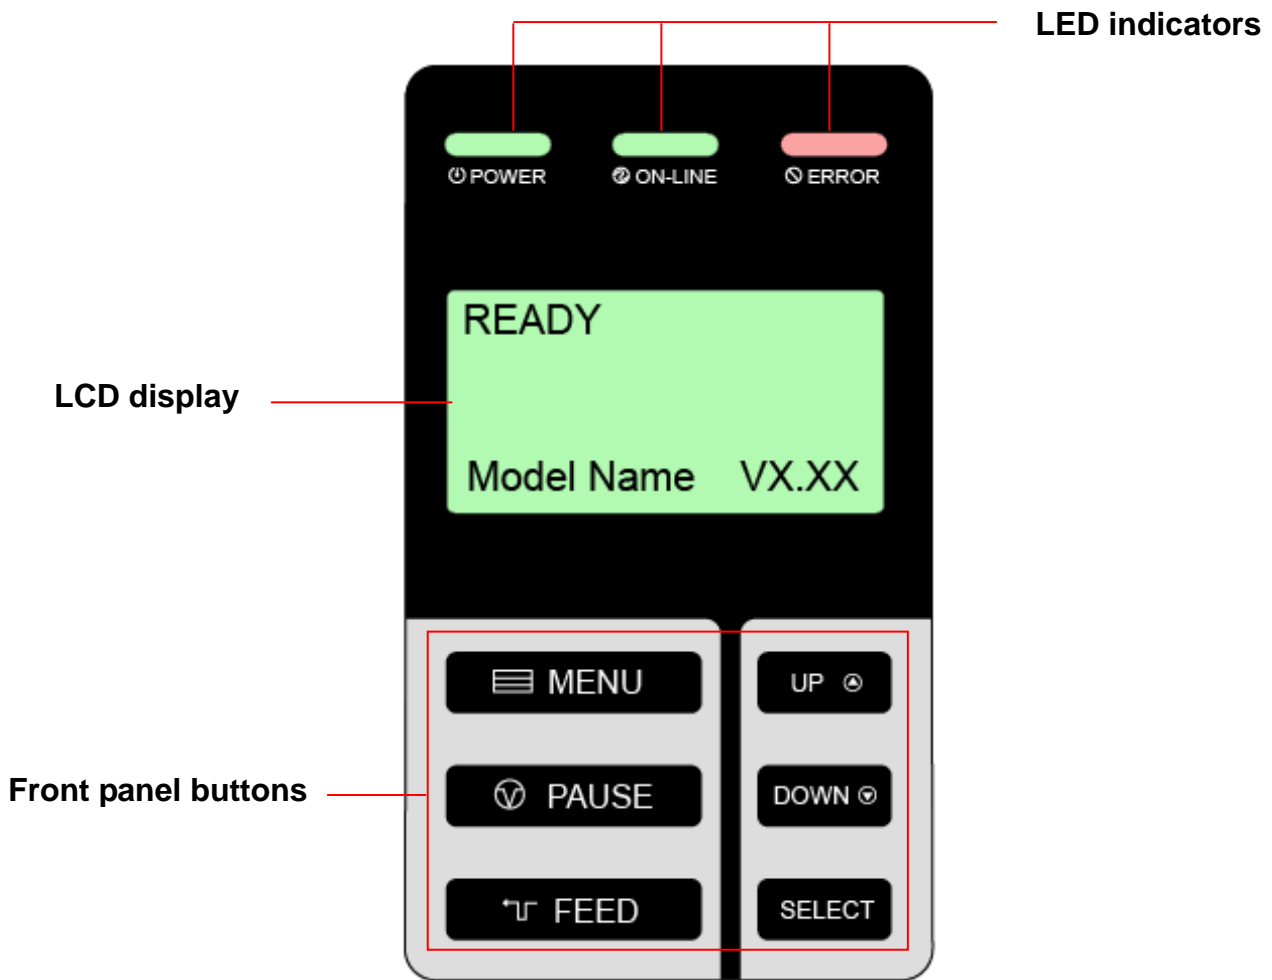 LED indicators
POWER ON-LINE ERROR
READY
LCD display
Model Name VX.XX
MENU UP
Front panel buttons
PAUSE DOWN
FEED SELECT